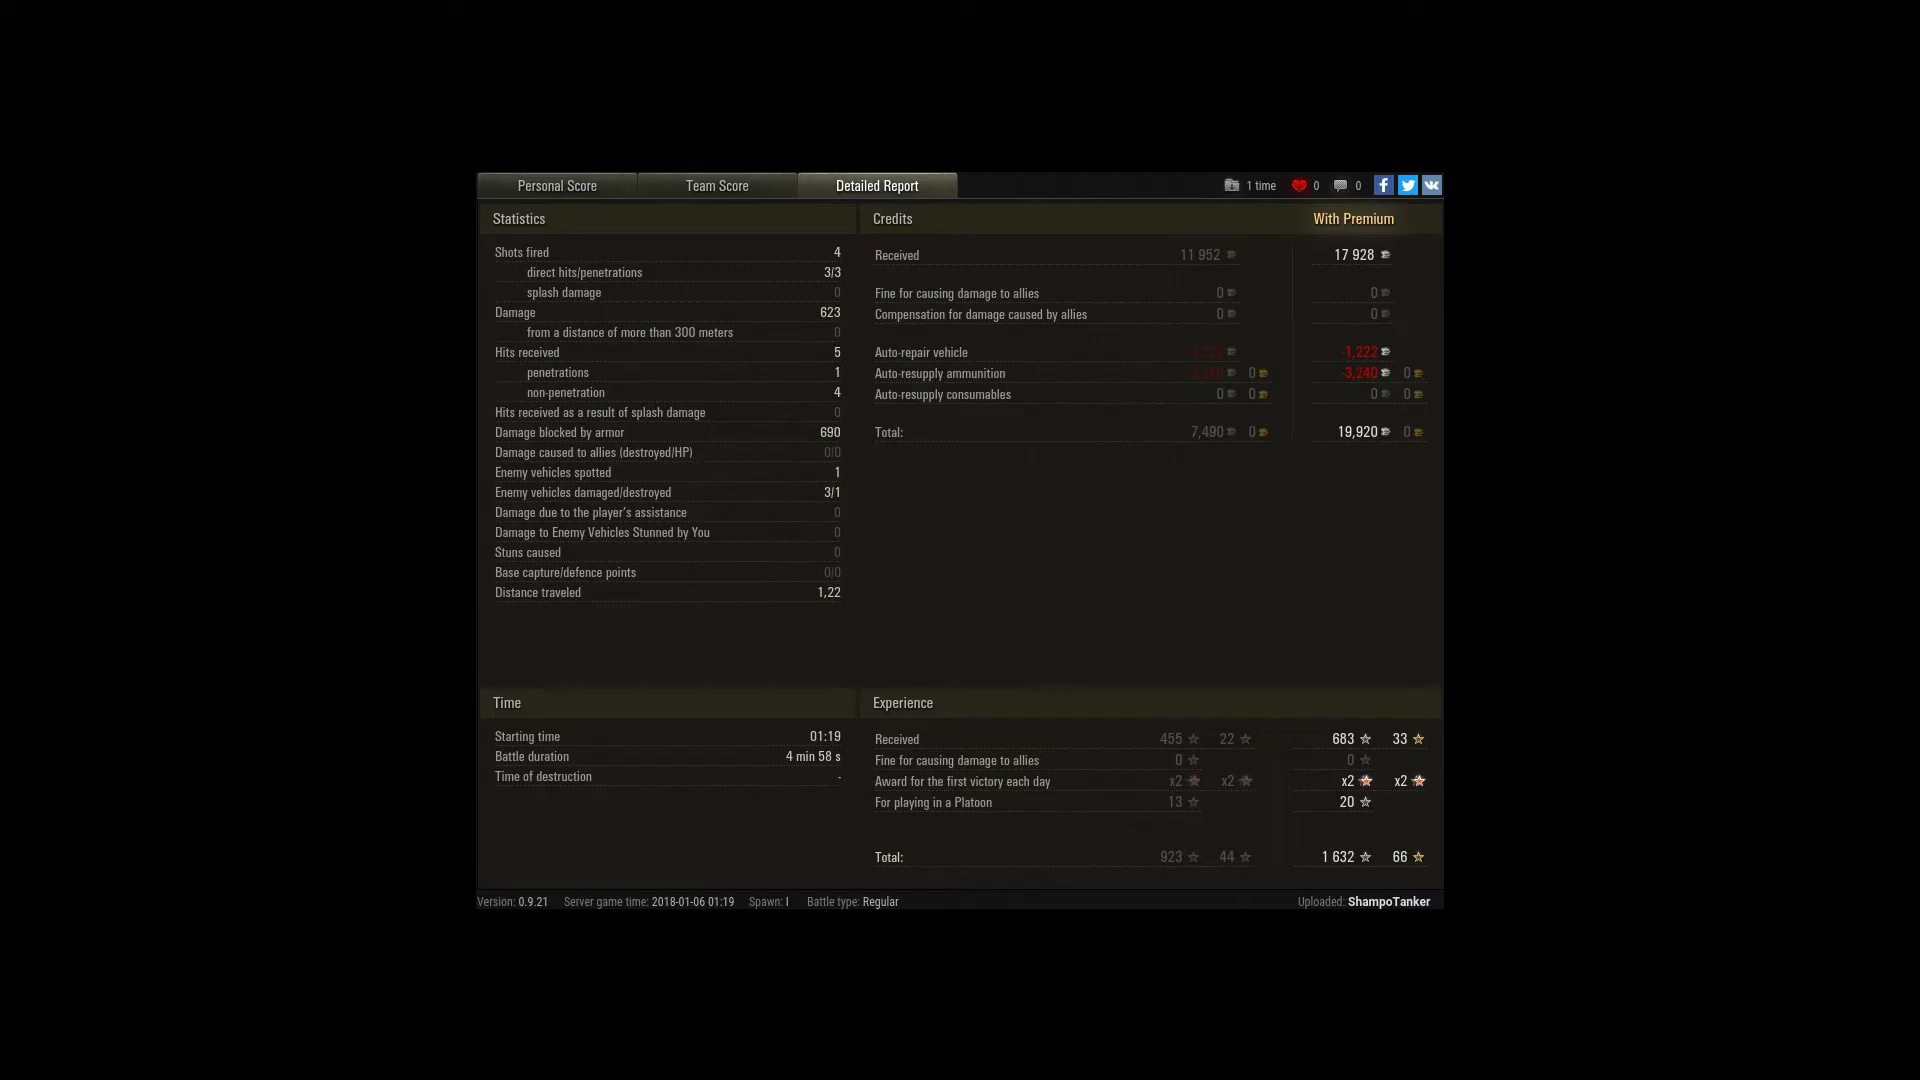 Personal Score Team Score Detailed Report 1 time 0 0
Statistics
Shots fired 4
direct hits/penetrations 3/3
splash damage 0
Damage 623
from a distance of more than 300 meters 0
Hits received 5
penetrations 1
non-penetration 4
Hits received as a result of splash damage 0
Damage blocked by armor 690
Damage caused to allies (destroyed/HP) 0/0
Enemy vehicles spotted 1
Enemy vehicles damaged/destroyed 3/1
Damage due to the player's assistance 0
Damage to Enemy Vehicles Stunned by You 0
Stuns caused 0
Base capture/defence points 0/0
Distance traveled 1,22
Credits With Premium
Received 11 952 17 928
Fine for causing damage to allies 0 0
Compensation for damage caused by allies 0 0
Auto-repair vehicle -1,222
Auto-resupply ammunition 0 -3,240 0
Auto-resupply consumables 0 0 0 0
Total: 7,490 0 19,920 0
Time
Starting time 01:19
Battle duration 4 min 58 s
Time of destruction -
Experience
Received 455 22 683 33
Fine for causing damage to allies 0 0
Award for the first victory each day x2 x2 x2 x2
For playing in a Platoon 13 20
Total: 923 44 1 632 66
Version: 0.9.21 Server game time: 2018-01-06 01:19 Spawn: I Battle type: Regular Uploaded: ShampoTanker